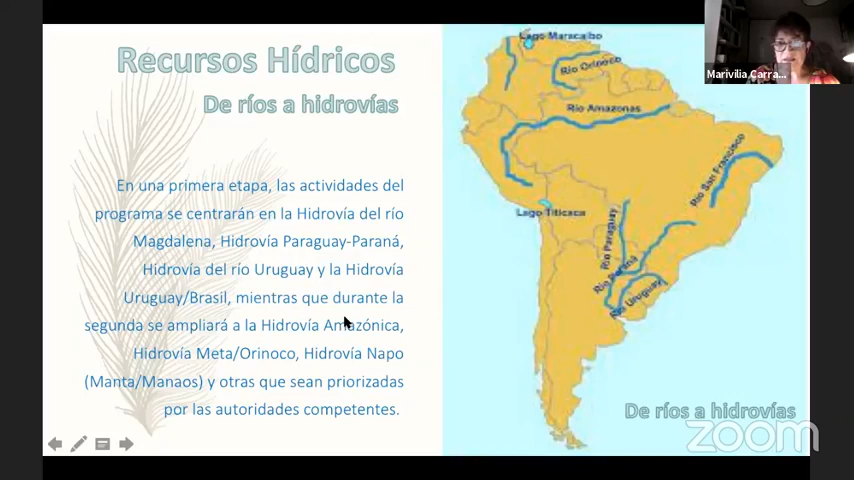 Recursos Hídricos
De ríos a hidrovías
En una primera etapa, las actividades del
programa se centrarán en la Hidrovía del río
Magdalena, Hidrovía Paraguay-Paraná,
Hidrovía del río Uruguay y la Hidrovía
Uruguay/Brasil, mientras que durante la
segunda se ampliará a la Hidrovía Amazónica,
Hidrovía Meta/Orinoco, Hidrovía Napo
(Manta/Manaos) y otras que sean priorizadas
por las autoridades competentes.
Lago Maracaibo
Río Orinoco
Río Amazonas
Río San Francisco
Lago Titicaca
Río Paraguay
Río Paraná
Río Uruguay
De ríos a hidrovías
zoom
Marivilia Carra...